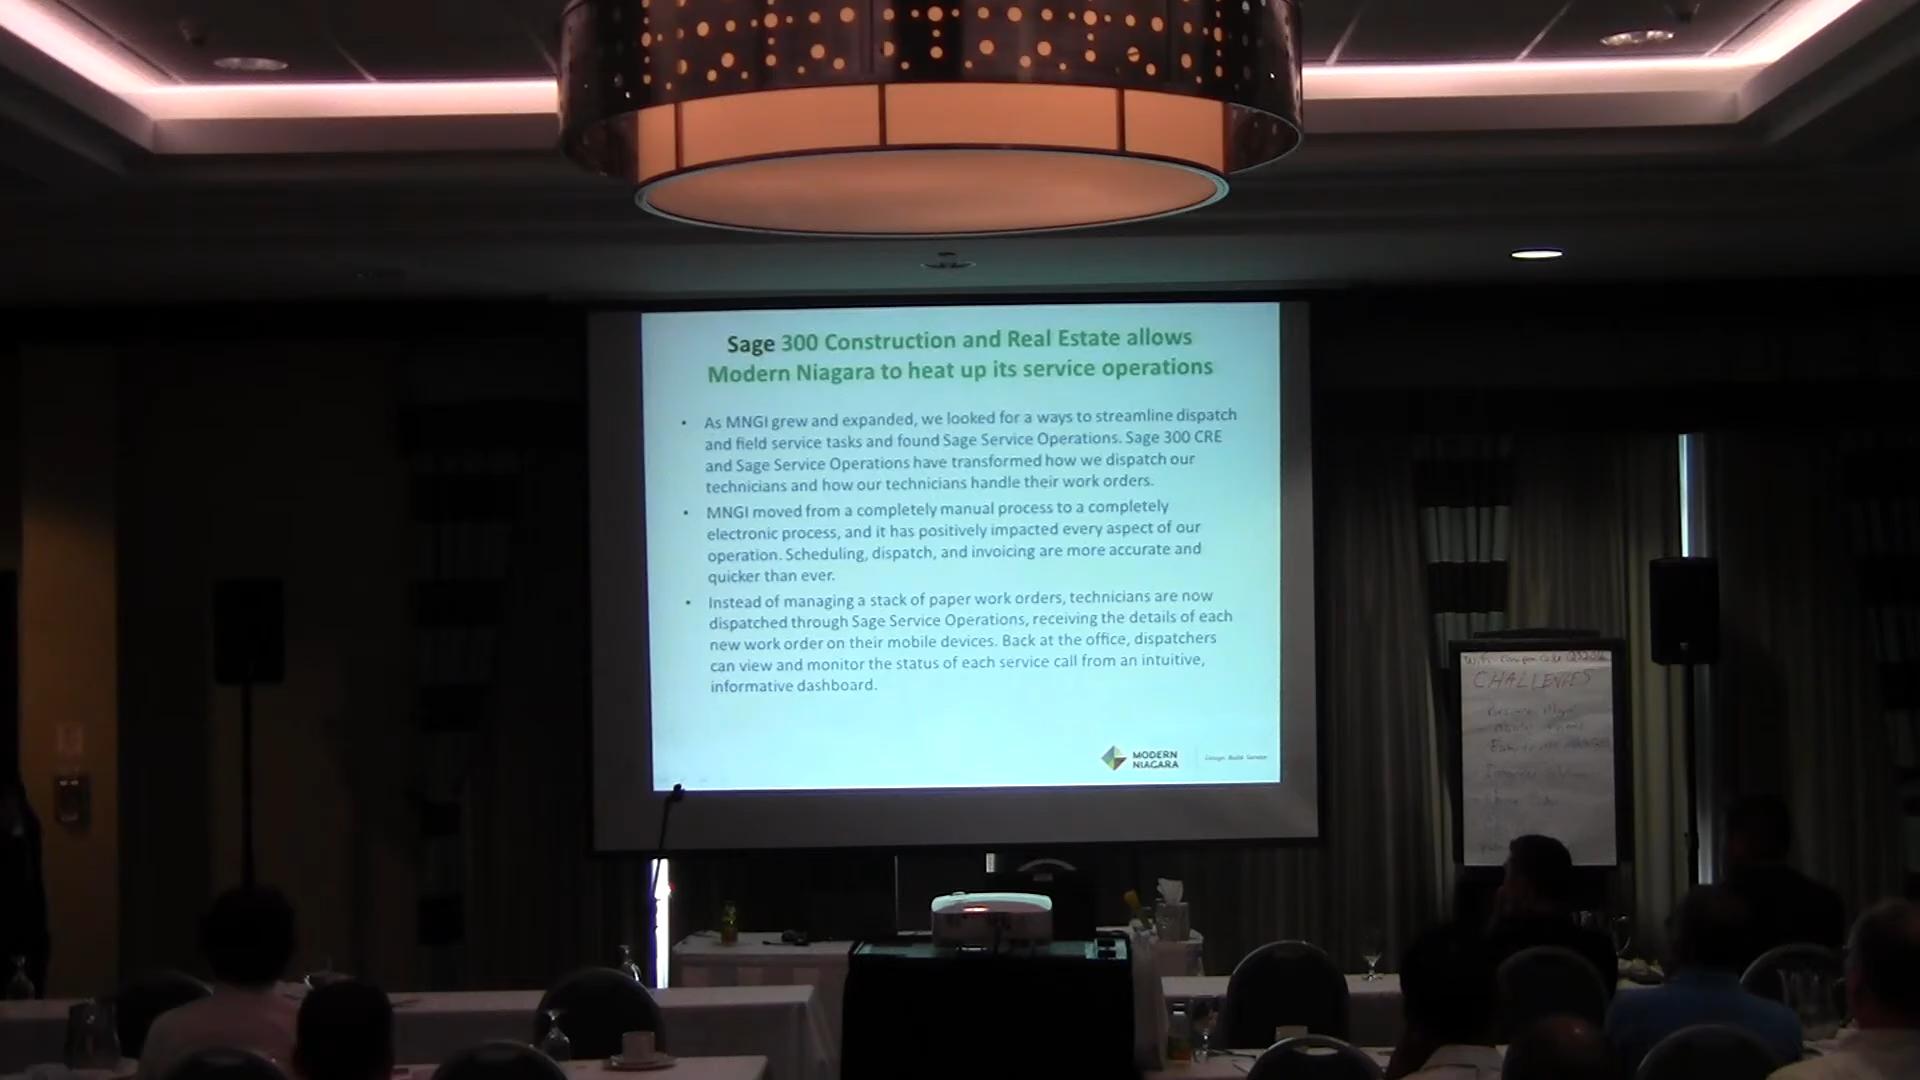 Sage 300 Construction and Real Estate allows
Modern Niagara to heat up its service operations
• As MNGI grew and expanded, we looked for a ways to streamline dispatch
and field service tasks and found Sage Service Operations. Sage 300 CRE
and Sage Service Operations have transformed how we dispatch our
technicians and how our technicians handle their work orders.
• MNGI moved from a completely manual process to a completely
electronic process, and it has positively impacted every aspect of our
operation. Scheduling, dispatch, and invoicing are more accurate and
quicker than ever.
• Instead of managing a stack of paper work orders, technicians are now
dispatched through Sage Service Operations, receiving the details of each
new work order on their mobile devices. Back at the office, dispatchers
can view and monitor the status of each service call from an intuitive,
informative dashboard.
MODERN
NIAGARA
Design Build Service
CHALLENGES